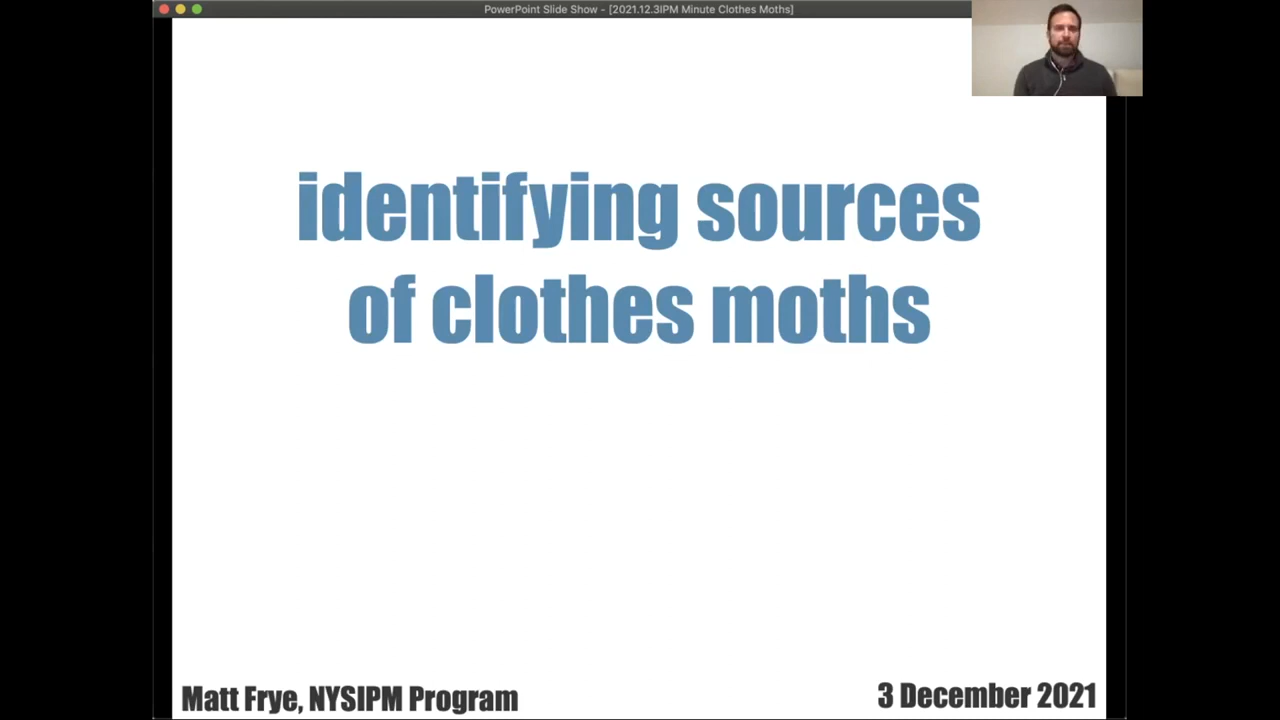 PowerPoint Slide Show - [2021.12.3IPM Minute Clothes Moths]
identifying sources
of clothes moths
Matt Frye, NYSIPM Program
3 December 2021